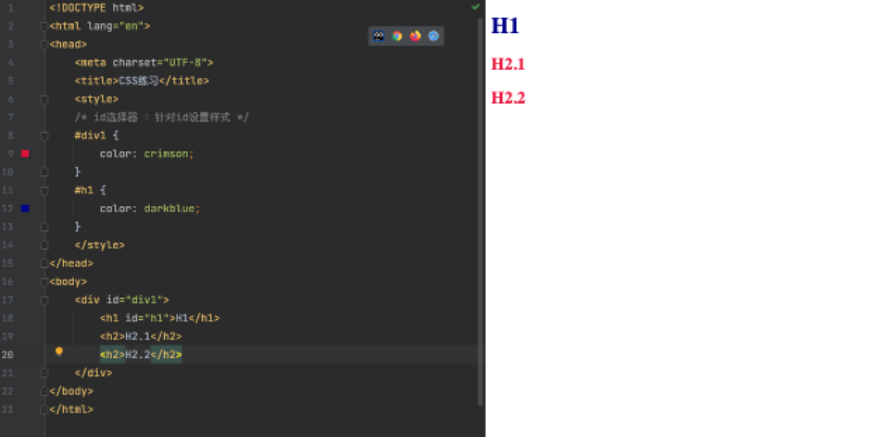 1 <!DOCTYPE html>
2 <html lang="en">
3 <head>
4 <meta charset="UTF-8">
5 <title>CSS练习</title>
6 <style>
7 /* id选择器 : 针对id设置样式 */
8 #div1 {
9 color: crimson;
10 }
11 #h1 {
12 color: darkblue;
13 }
14 </style>
15 </head>
16 <body>
17 <div id="div1">
18 <h1 id="h1">H1</h1>
19 <h2>H2.1</h2>
20 <h2>H2.2</h2>
21 </div>
22 </body>
23 </html>
H1
H2.1
H2.2